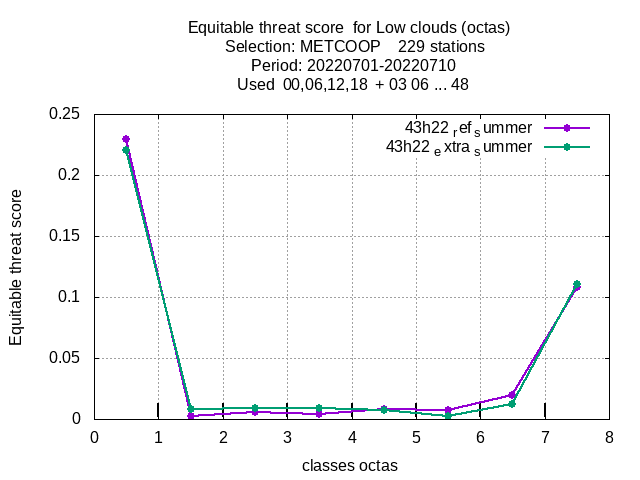 Equitable threat score for Low clouds (octas)
Selection: METCOOP 229 stations
Period: 20220701-20220710
Used 00,06,12,18 + 03 06 ... 48
43h22 ref summer
43h22 extra summer
Equitable threat score
0.25
0.2
0.15
0.1
0.05
0
0 1 2 3 4 5 6 7 8
classes octas